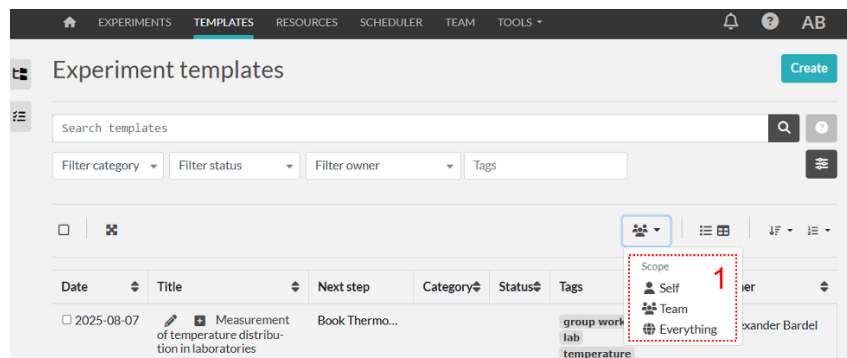 EXPERIMENTS TEMPLATES RESOURCES SCHEDULER TEAM TOOLS AB
Experiment templates
Create
Search templates
Filter category Filter status Filter owner Tags
Scope
1
Self
Team
Everything
Date Title Next step Category Status Tags ner
2025-08-07 Measurement of temperature distribu-
tion in laboratories
Book Thermo...
group work
lab
temperature
xander Bardel